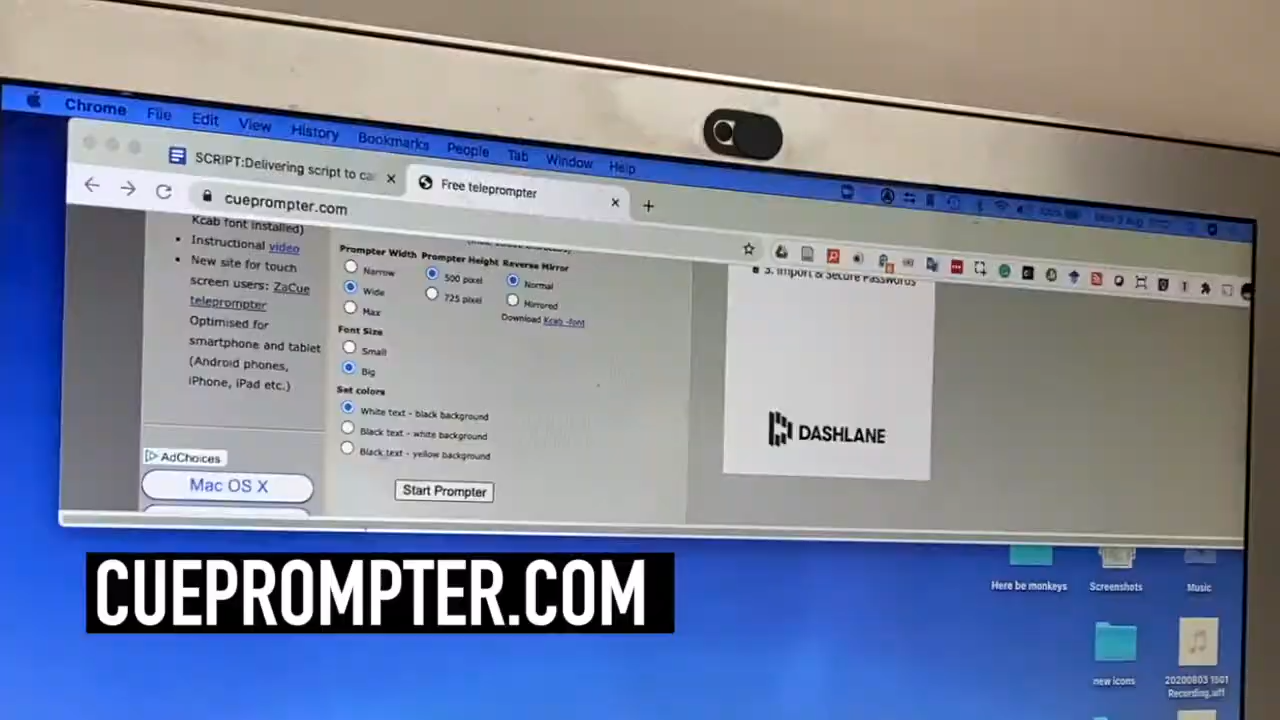 Chrome File Edit View History Bookmarks People Tab Window Help
SCRIPT:Delivering script to ca
Free teleprompter
cueprompter.com
Kcab font installed)
Instructional video
New site for touch
screen users: ZaCue
teleprompter
Optimised for
smartphone and tablet
(Android phones,
iPhone, iPad etc.)
AdChoices
Mac OS X
Prompter Width Prompter Height Reverse Mirror
Narrow 500 pixel Normal
Wide 725 pixel Mirrored
Max Download Kcab -font
Font Size
Small
Big
Set colors
White text - black background
Black text - white background
Black text - yellow background
Start Prompter
3. Import & Secure Passwords
DASHLANE
Here be monkeys
Screenshots
Music
new icons
20200803 1501
Recording.aiff
CUEPROMPTER.COM